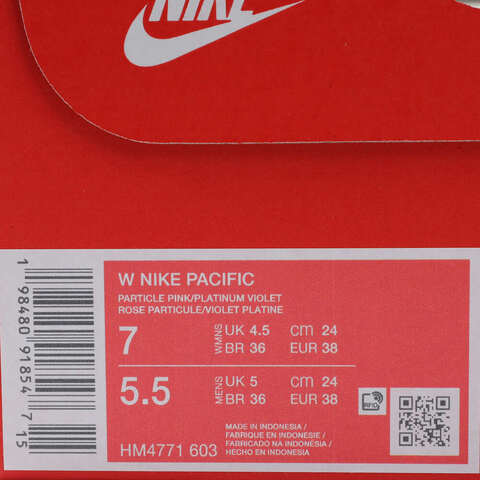 NIKE
W NIKE PACIFIC
PARTICLE PINK/PLATINUM VIOLET
ROSE PARTICULE/VIOLET PLATINE
7 WMNS UK 4.5 cm 24
BR 36 EUR 38
5.5 MENS UK 5 cm 24
BR 36 EUR 38
HM4771 603
MADE IN INDONESIA /
FABRIQUE EN INDONESIE /
FABRICADO NA INDONESIA /
HECHO EN INDONESIA
RFID
1 98480 91854 7 15